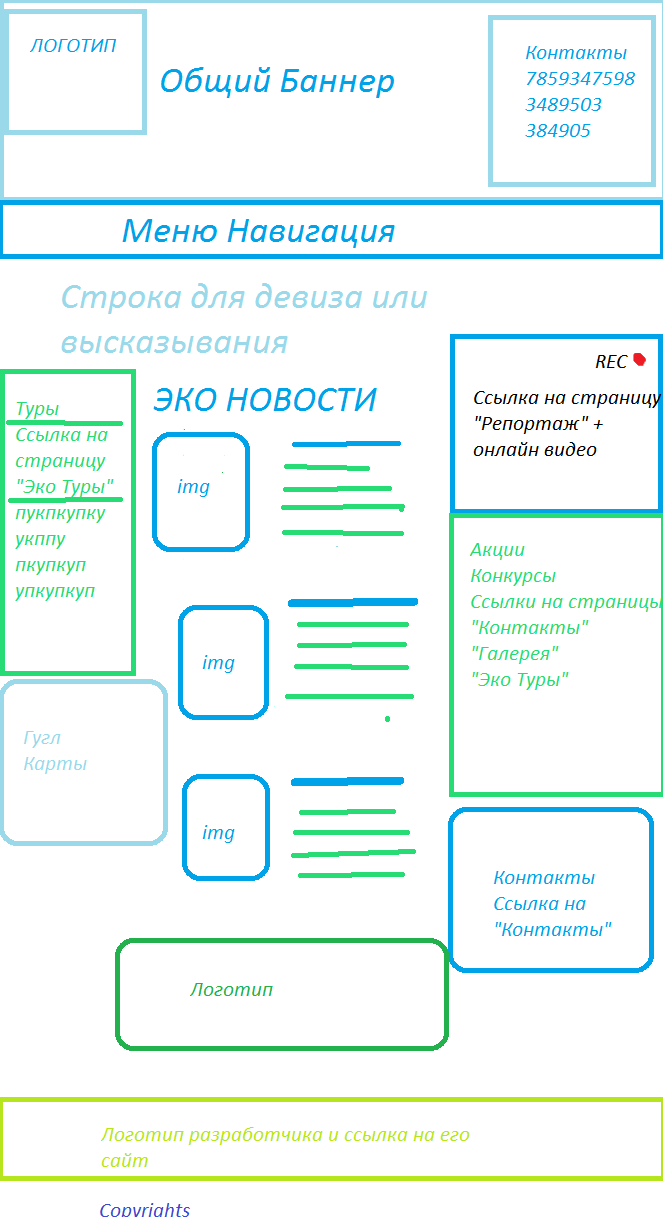 ЛОГОТИП
Общий Баннер
Контакты
7859347598
3489503
384905
Меню Навигация
Строка для девиза или
высказывания
Туры
Ссылка на
страницу
"Эко Туры"
пукпкупку
укппу
пкупкуп
упкупкуп
Гугл
Карты
ЭКО НОВОСТИ
img
img
img
REC
Ссылка на страницу
"Репортаж" +
онлайн видео
Акции
Конкурсы
Ссылки на страницы
"Контакты"
"Галерея"
"Эко Туры"
Контакты
Ссылка на
"Контакты"
Логотип
Логотип разработчика и ссылка на его
сайт
Copyrights